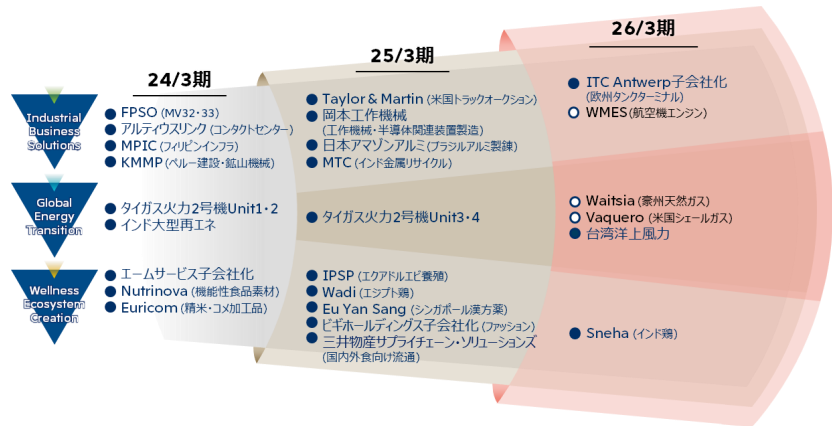 24/3期
25/3期
26/3期
Industrial
Business
Solutions
FPSO (MV32・33)
アルティウスリンク (コンタクトセンター)
MPIC (フィリピンインフラ)
KMMP (ペルー建設・鉱山機械)
Taylor & Martin (米国トラックオークション)
岡本工作機械
(工作機械・半導体関連装置製造)
日本アマゾンアルミ (ブラジルアルミ製錬)
MTC (インド金属リサイクル)
ITC Antwerp子会社化
(欧州タンクターミナル)
WMES (航空機エンジン)
Global
Energy
Transition
タイガス火力2号機Unit1・2
インド大型再エネ
タイガス火力2号機Unit3・4
Waitsia (豪州天然ガス)
Vaquero (米国シェールガス)
台湾洋上風力
Wellness
Ecosystem
Creation
エームサービス子会社化
Nutrinova (機能性食品素材)
Euricom (精米・コメ加工品)
IPSP (エクアドルエビ養殖)
Wadi (エジプト鶏)
Eu Yan Sang (シンガポール漢方薬)
ビギホールディングス子会社化 (ファッション)
三井物産サプライチェーン・ソリューションズ
(国内外食向け流通)
Sneha (インド鶏)